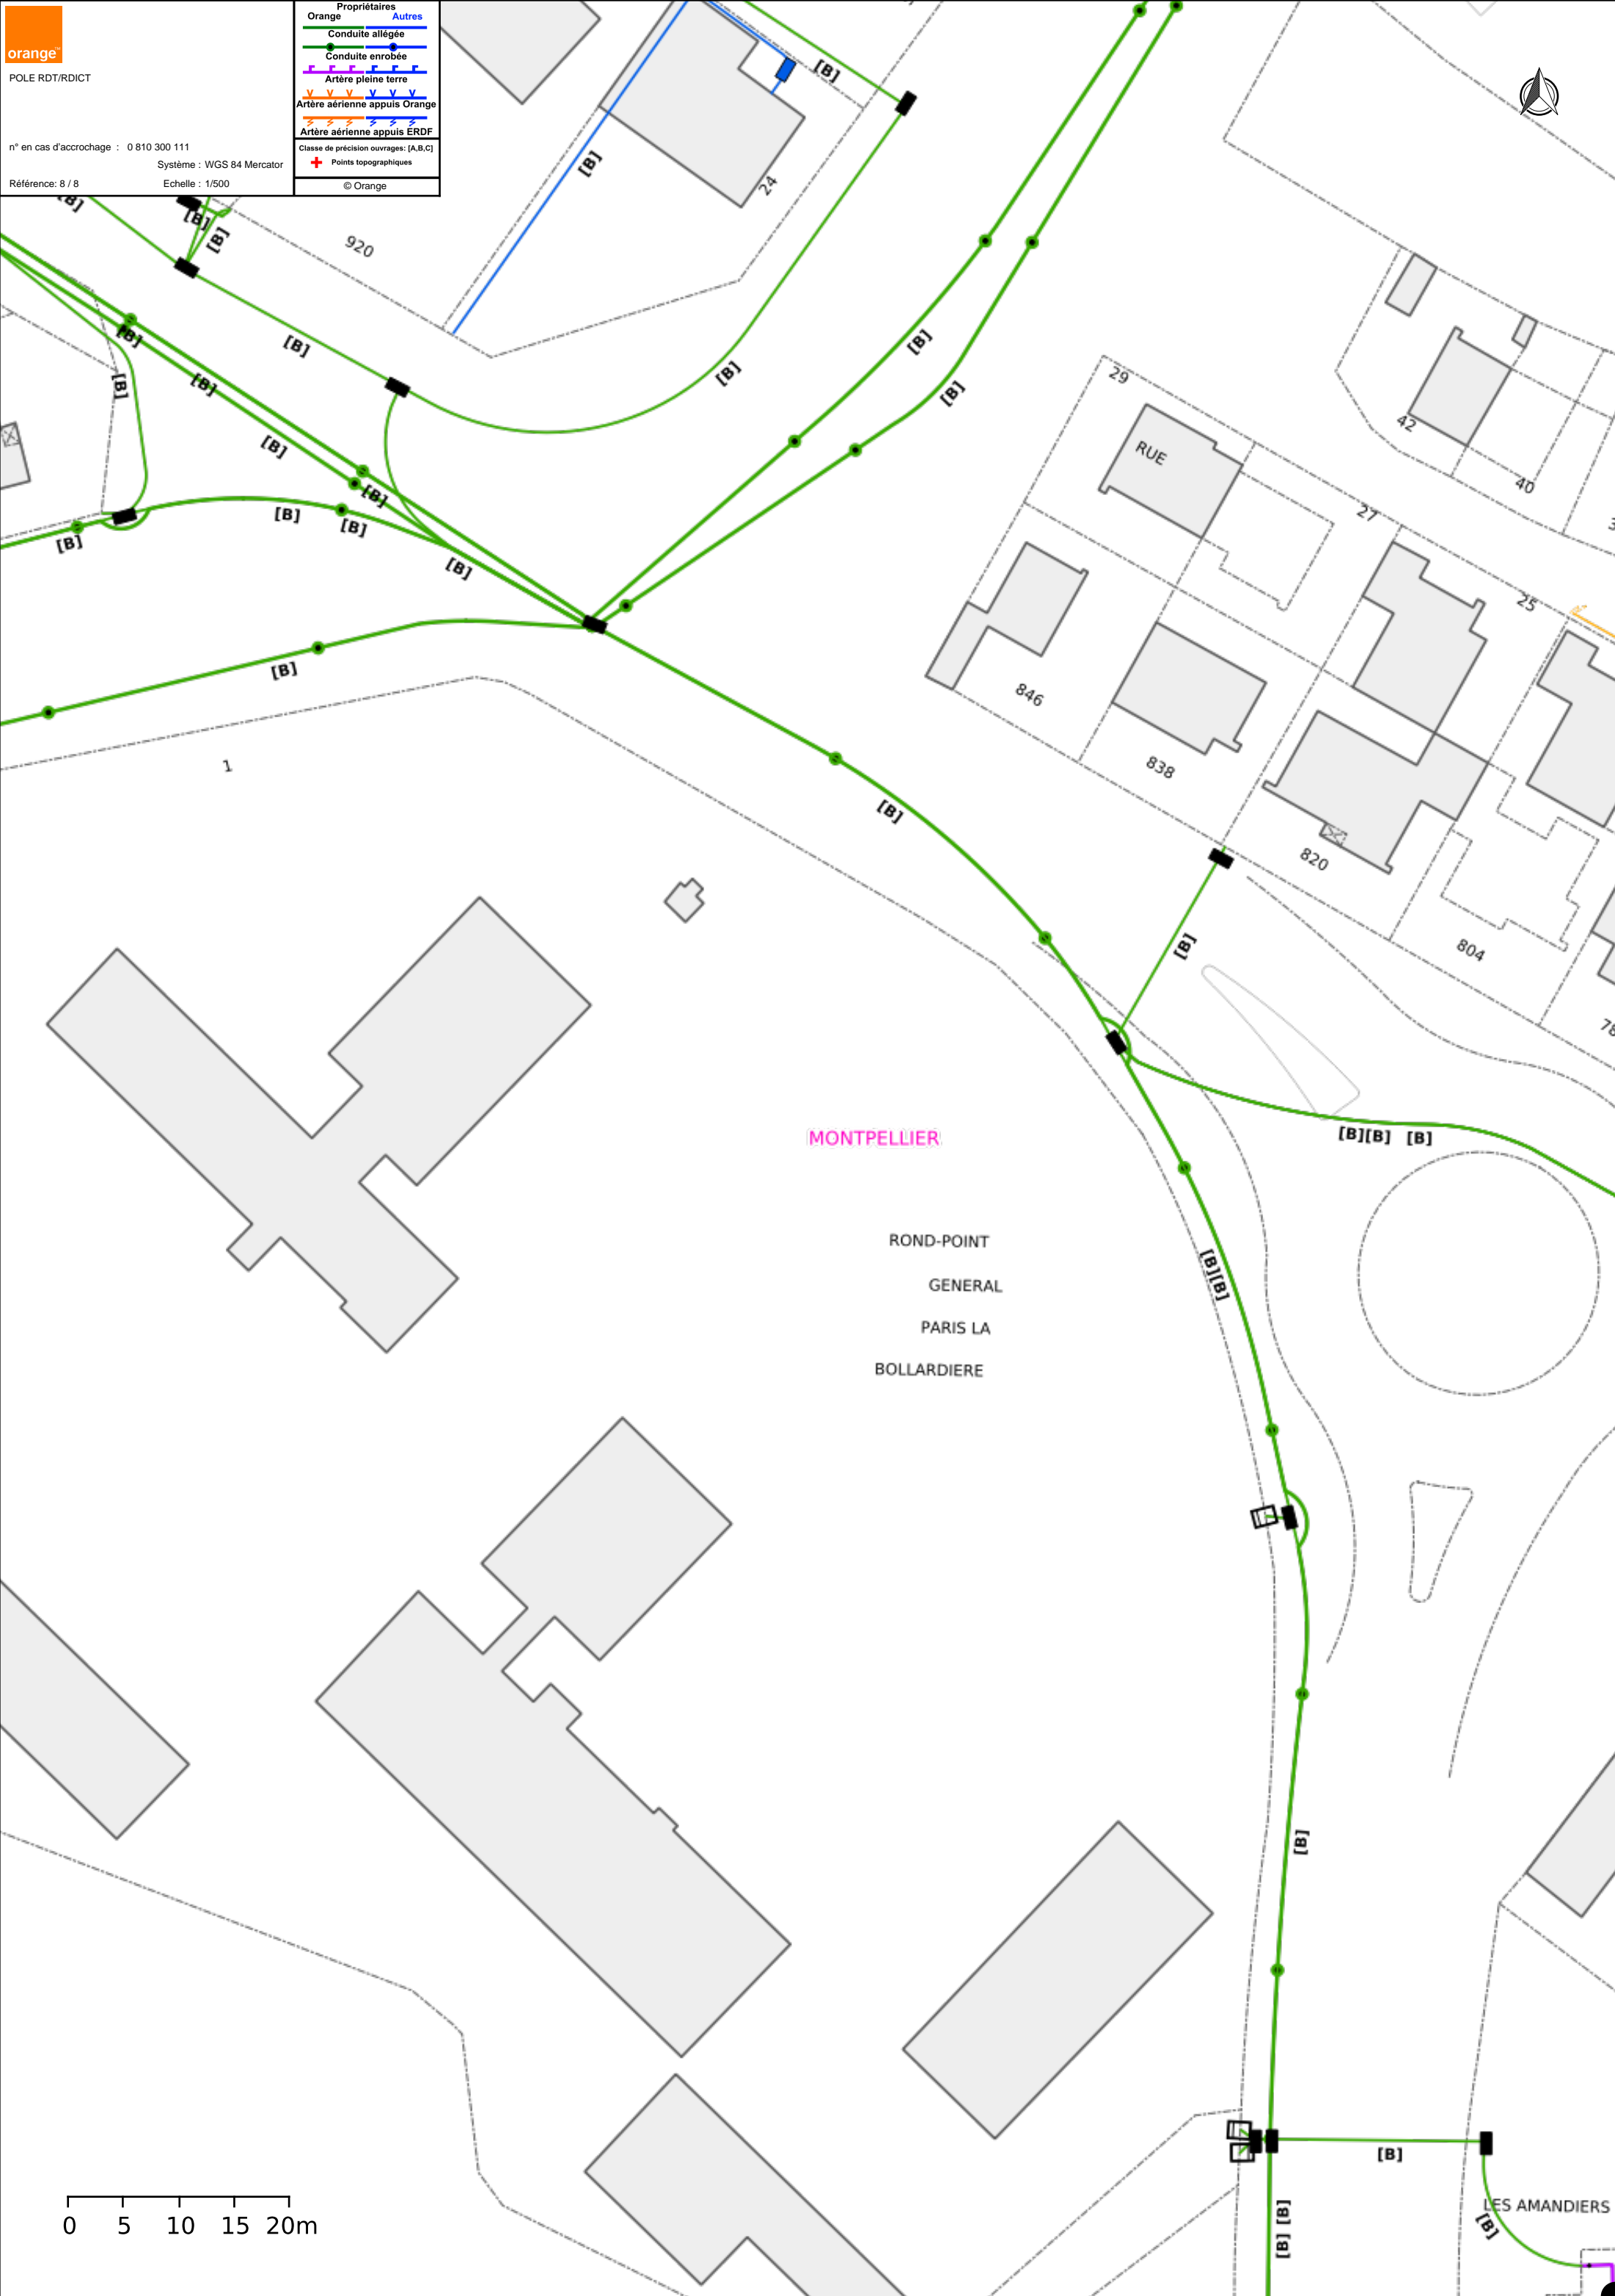 orange™
POLE RDT/RDICT
n° en cas d'accrochage : 0 810 300 111
Système : WGS 84 Mercator
Référence: 8 / 8 Echelle : 1/500
Propriétaires
Orange Autres
Conduite allégée
Conduite enrobée
Artère pleine terre
Artère aérienne appuis Orange
Artère aérienne appuis ERDF
Classe de précision ouvrages: [A,B,C]
Points topographiques
© Orange
[B]
[B]
24
[B]
[B]
[B]
920
[B]
[B]
[B]
[B]
[B]
[B]
[B]
[B]
29
42
RUE
40
[B]
[B]
[B]
[B]
[B]
27
[B]
25
[B]
846
1
838
[B]
820
[B]
804
78
MONTPELLIER
[B][B] [B]
ROND-POINT
GENERAL
PARIS LA
BOLLARDIERE
[B][B]
[B]
[B]
LES AMANDIERS
[B]
[B] [B]
0 5 10 15 20m